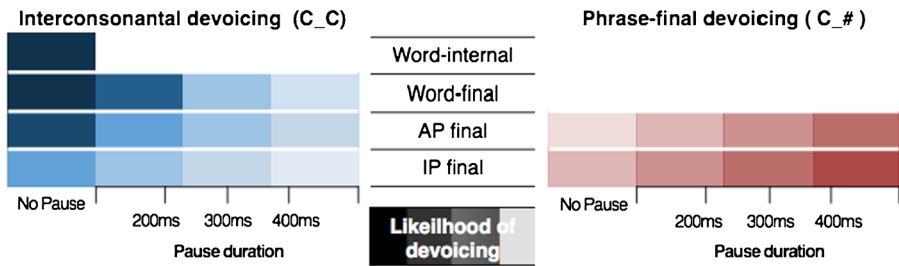 Interconsonantal devoicing (C_C)
Phrase-final devoicing ( C_# )
Word-internal
Word-final
AP final
IP final
No Pause
200ms
300ms
400ms
Pause duration
No Pause
200ms
300ms
400ms
Pause duration
Likeilhood of
devoicing